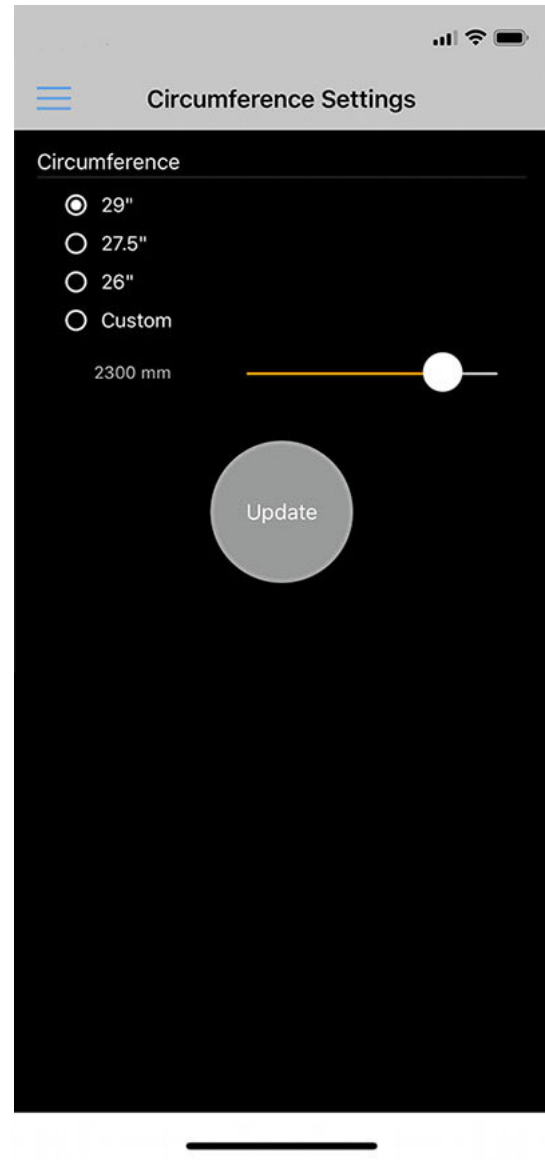 Circumference Settings
Circumference
29"
27.5"
26"
Custom
2300 mm
Update